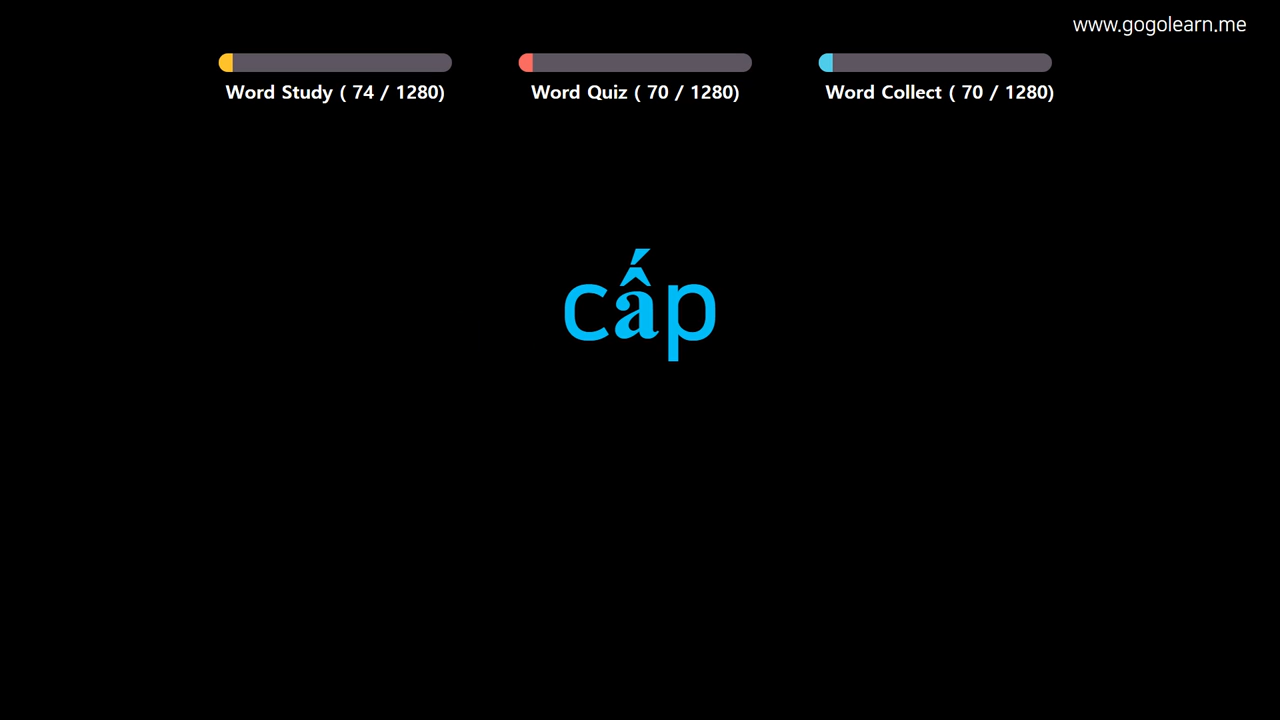 www.gogolearn.me
Word Study ( 74 / 1280)
Word Quiz ( 70 / 1280)
Word Collect ( 70 / 1280)
cấp